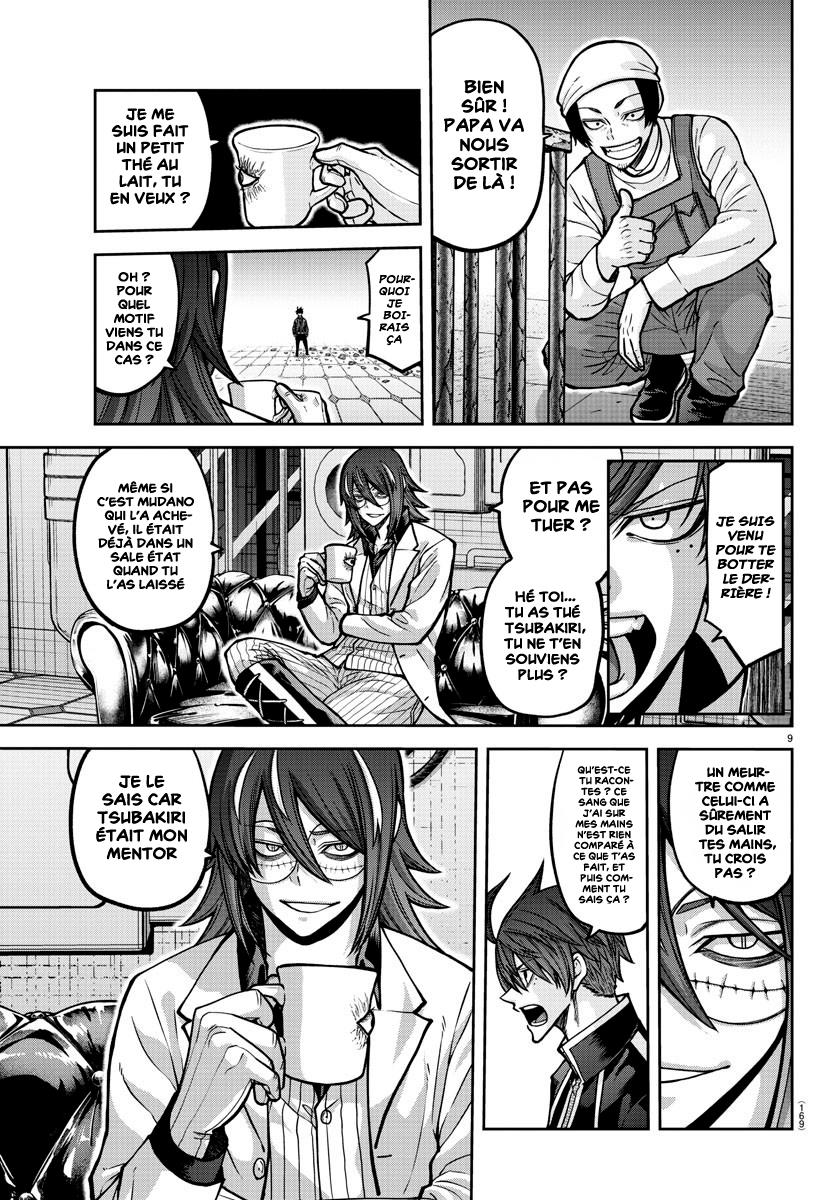 BIEN
SÛR !
PAPA VA
NOUS
SORTIR
DE LÀ !
JE ME
SUIS FAIT
UN PETIT
THÉ AU
LAIT, TU
EN VEUX ?
POUR-
QUOI
JE
BOI-
RAIS
ÇA
OH ?
POUR
QUEL
MOTIF
VIENS TU
DANS CE
CAS ?
JE SUIS
VENU
POUR TE
BOTTER
LE DER-
RIÈRE !
ET PAS
POUR ME
TUER ?
HÉ TOI...
TU AS TUÉ
TSUBAKIRI,
TU NE T'EN
SOUVIENS
PLUS ?
MÊME SI
C'EST MUDANO
QUI L'A ACHE-
VÉ, IL ÉTAIT
DÉJÀ DANS UN
SALE ÉTAT
QUAND TU
L'AS LAISSÉ
9
UN MEUR-
TRE COMME
CELUI-CI A
SÛREMENT
DU SALIR
TES MAINS,
TU CROIS
PAS ?
QU'EST-CE
TU RACON-
TES ? CE
SANG QUE
J'AI SUR
MES MAINS
N'EST RIEN
COMPARÉ À
CE QUE T'AS
FAIT, ET
PUIS COM-
MENT TU
SAIS ÇA ?
JE LE
SAIS CAR
TSUBAKIRI
ÉTAIT MON
MENTOR
(169)